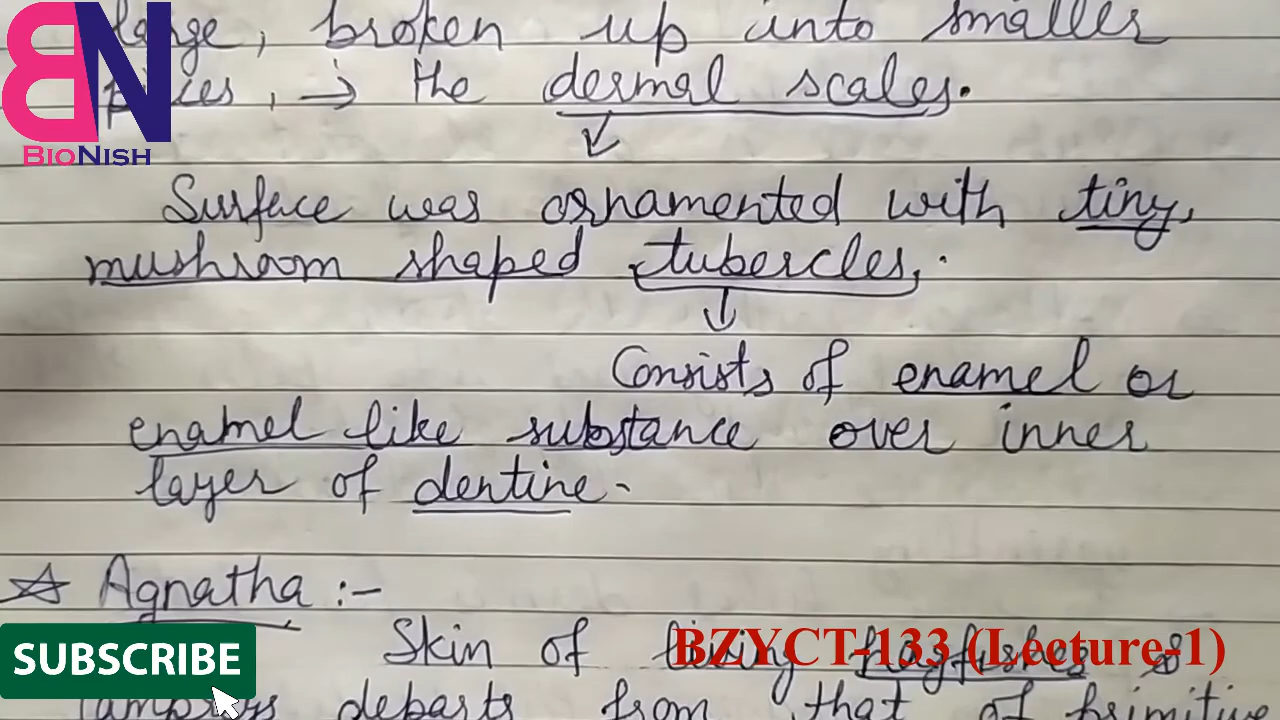 large, broken up into smaller
BN
BIONISH
pieces, → the dermal scales.
↓
Surface was ornamented with tiny,
mushroom shaped tubercles.
↓
Consists of enamel or
enamel like substance over inner
layer of dentine.
☆ Agnatha :-
Skin of living hagfishes &
BZYCT-133 (Lecture-1)
SUBSCRIBE
lampreys departs from that of primitive